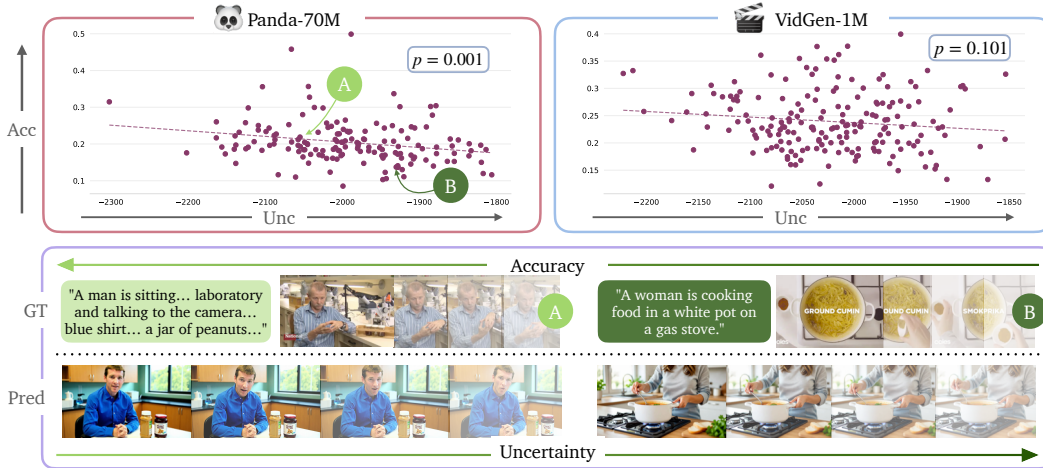 Panda-70M
VidGen-1M
Acc
0.5
0.4
0.3
0.2
0.1
p = 0.001
A
B
−2300
−2200
−2100
−2000
−1900
−1800
Unc
0.4
0.35
0.3
0.25
0.2
0.15
p = 0.101
−2200
−2150
−2100
−2050
−2000
−1950
−1900
−1850
Unc
Accuracy
GT
"A man is sitting… laboratory
and talking to the camera…
blue shirt… a jar of peanuts…"
A
"A woman is cooking
food in a white pot on
a gas stove."
GROUND CUMIN
OUND CUMIN
B
Pred
Uncertainty